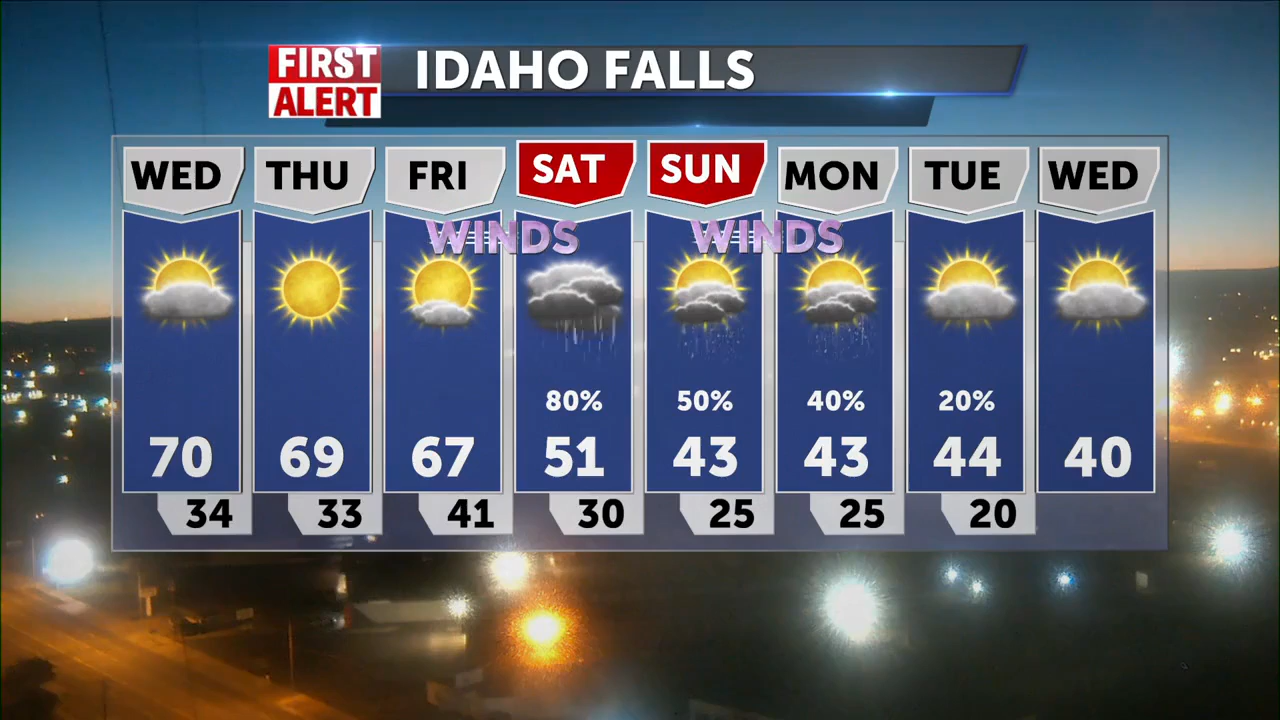 FIRST
ALERT
IDAHO FALLS
WED THU FRI SAT SUN MON TUE WED
WINDS WINDS
80% 50% 40% 20%
70 69 67 51 43 43 44 40
34 33 41 30 25 25 20